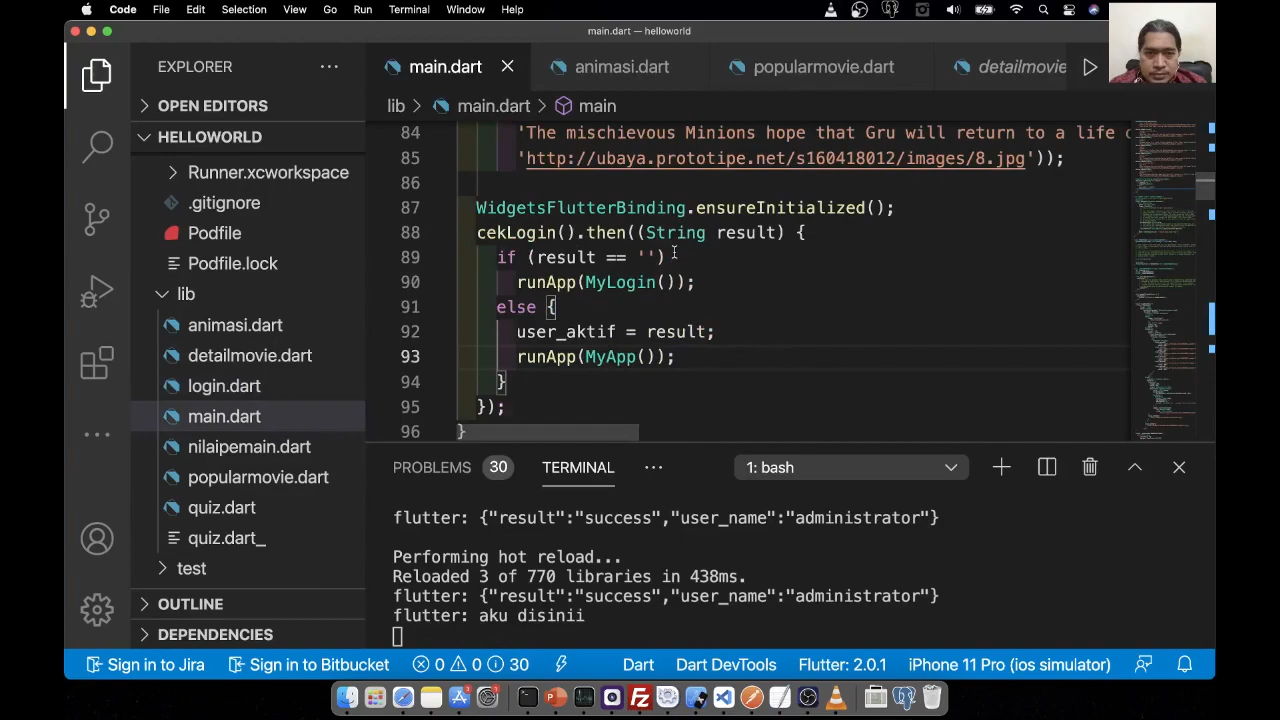 Code File Edit Selection View Go Run Terminal Window Help
main.dart — helloworld
EXPLORER
OPEN EDITORS
HELLOWORLD
Runner.xcworkspace
.gitignore
Podfile
Podfile.lock
lib
animasi.dart
detailmovie.dart
login.dart
main.dart
nilaipemain.dart
popularmovie.dart
quiz.dart
quiz.dart_
test
OUTLINE
DEPENDENCIES
main.dart animasi.dart popularmovie.dart detailmovie
lib > main.dart > main
84 'The mischievous Minions hope that Gru will return to a life
85 'http://ubaya.prototipe.net/s160418012/images/8.jpg'));
86
87 WidgetsFlutterBinding.ensureInitialized();
88 ekLogin().then((String result) {
89 if (result == '')
90 runApp(MyLogin());
91 else {
92 user_aktif = result;
93 runApp(MyApp());
94 }
95 });
96 }
PROBLEMS 30 TERMINAL 1: bash
flutter: {"result":"success","user_name":"administrator"}
Performing hot reload...
Reloaded 3 of 770 libraries in 438ms.
flutter: {"result":"success","user_name":"administrator"}
flutter: aku disinii
Sign in to Jira Sign in to Bitbucket 0 0 30 Dart Dart DevTools Flutter: 2.0.1 iPhone 11 Pro (ios simulator)